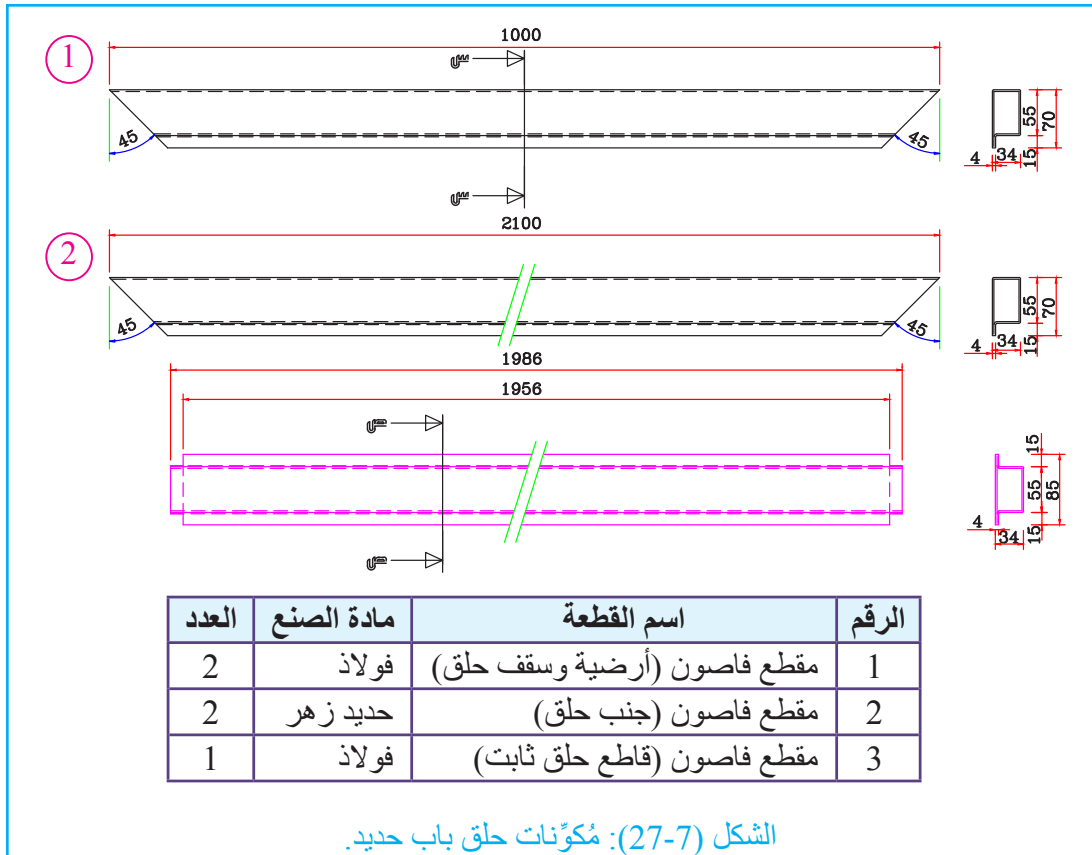 1
1000
س
45
45
س
55
70
15
4
34
2
2100
45
45
55
70
15
4
34
1986
1956
س
س
15
55
85
15
4
34
الرقم	اسم القطعة	مادة الصنع	العدد
1	مقطع فاصون (أرضية وسقف حلق)	فولاذ	2
2	مقطع فاصون (جنب حلق)	حديد زهر	2
3	مقطع فاصون (قاطع حلق ثابت)	فولاذ	1
الشكل (7-27): مُكوِّنات حلق باب حديد.